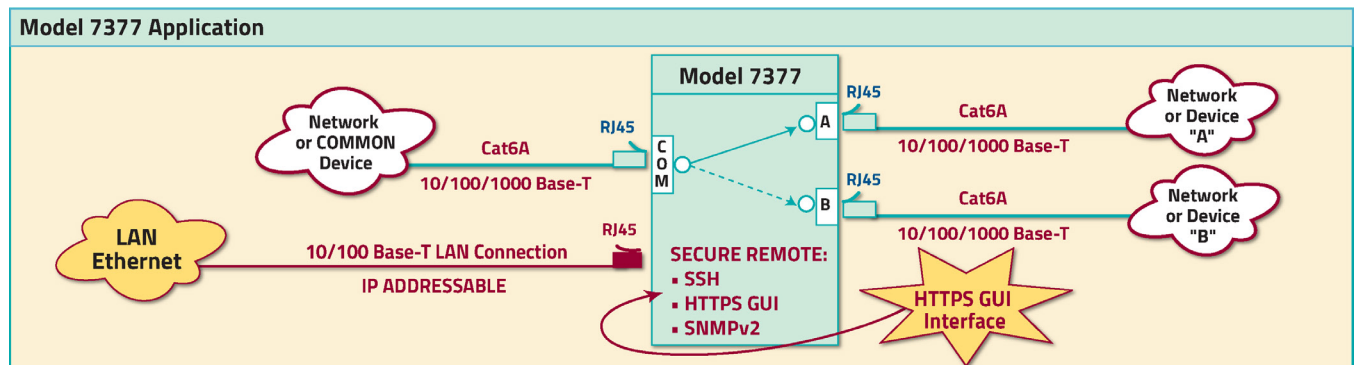 Model 7377 Application
Model 7377
Network
or COMMON
Device
RJ45
Cat6A
10/100/1000 Base-T
C
O
M
A
RJ45
Cat6A
10/100/1000 Base-T
Network
or Device
"A"
B
RJ45
Cat6A
10/100/1000 Base-T
Network
or Device
"B"
LAN
Ethernet
10/100 Base-T LAN Connection
IP ADDRESSABLE
RJ45
SECURE REMOTE:
▪ SSH
▪ HTTPS GUI
▪ SNMPv2
HTTPS GUI
Interface